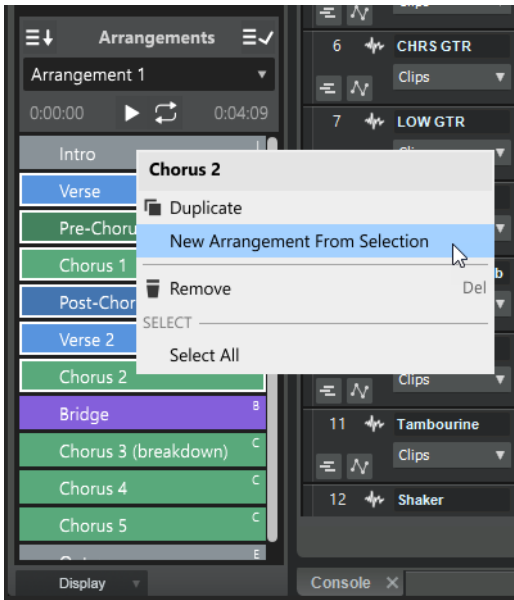 Arrangements
Arrangement 1
0:00:00
0:04:09
Intro
I
Verse
Pre-Choru
Chorus 1
Post-Chor
Verse 2
Chorus 2
Bridge
B
Chorus 3 (breakdown)
C
Chorus 4
C
Chorus 5
C
E
Display
Chorus 2
Duplicate
New Arrangement From Selection
Remove
Del
SELECT
Select All
6
CHRS GTR
Clips
7
LOW GTR
b
Clips
11
Tambourine
Clips
12
Shaker
Console